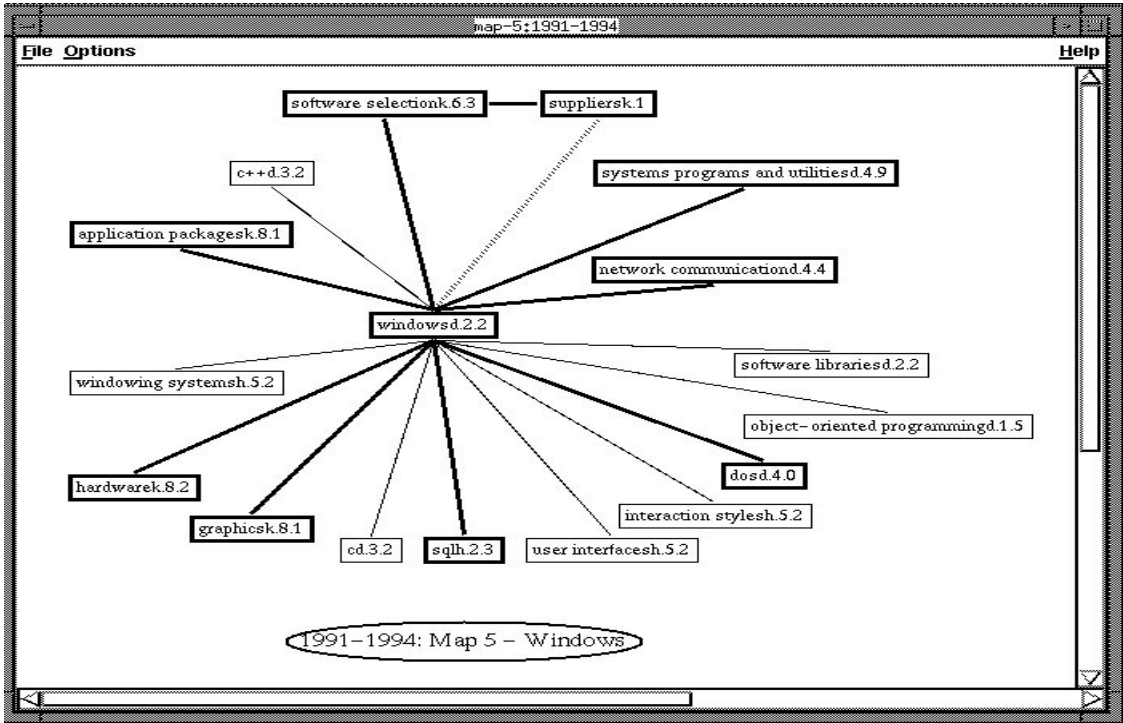 map-5:1991-1994
File Options Help
software selectionk.6.3
suppliersk.1
c++d.3.2
systems programs and utilitiesd.4.9
application packagesk.8.1
network communicationd.4.4
windowsd.2.2
software librariesd.2.2
windowing systemsh.5.2
object-oriented programmingd.1.5
dosd.4.0
hardwarek.8.2
interaction stylesh.5.2
graphicsk.8.1
cd.3.2
sqlh.2.3
user interfacesh.5.2
1991-1994: Map 5 - Windows